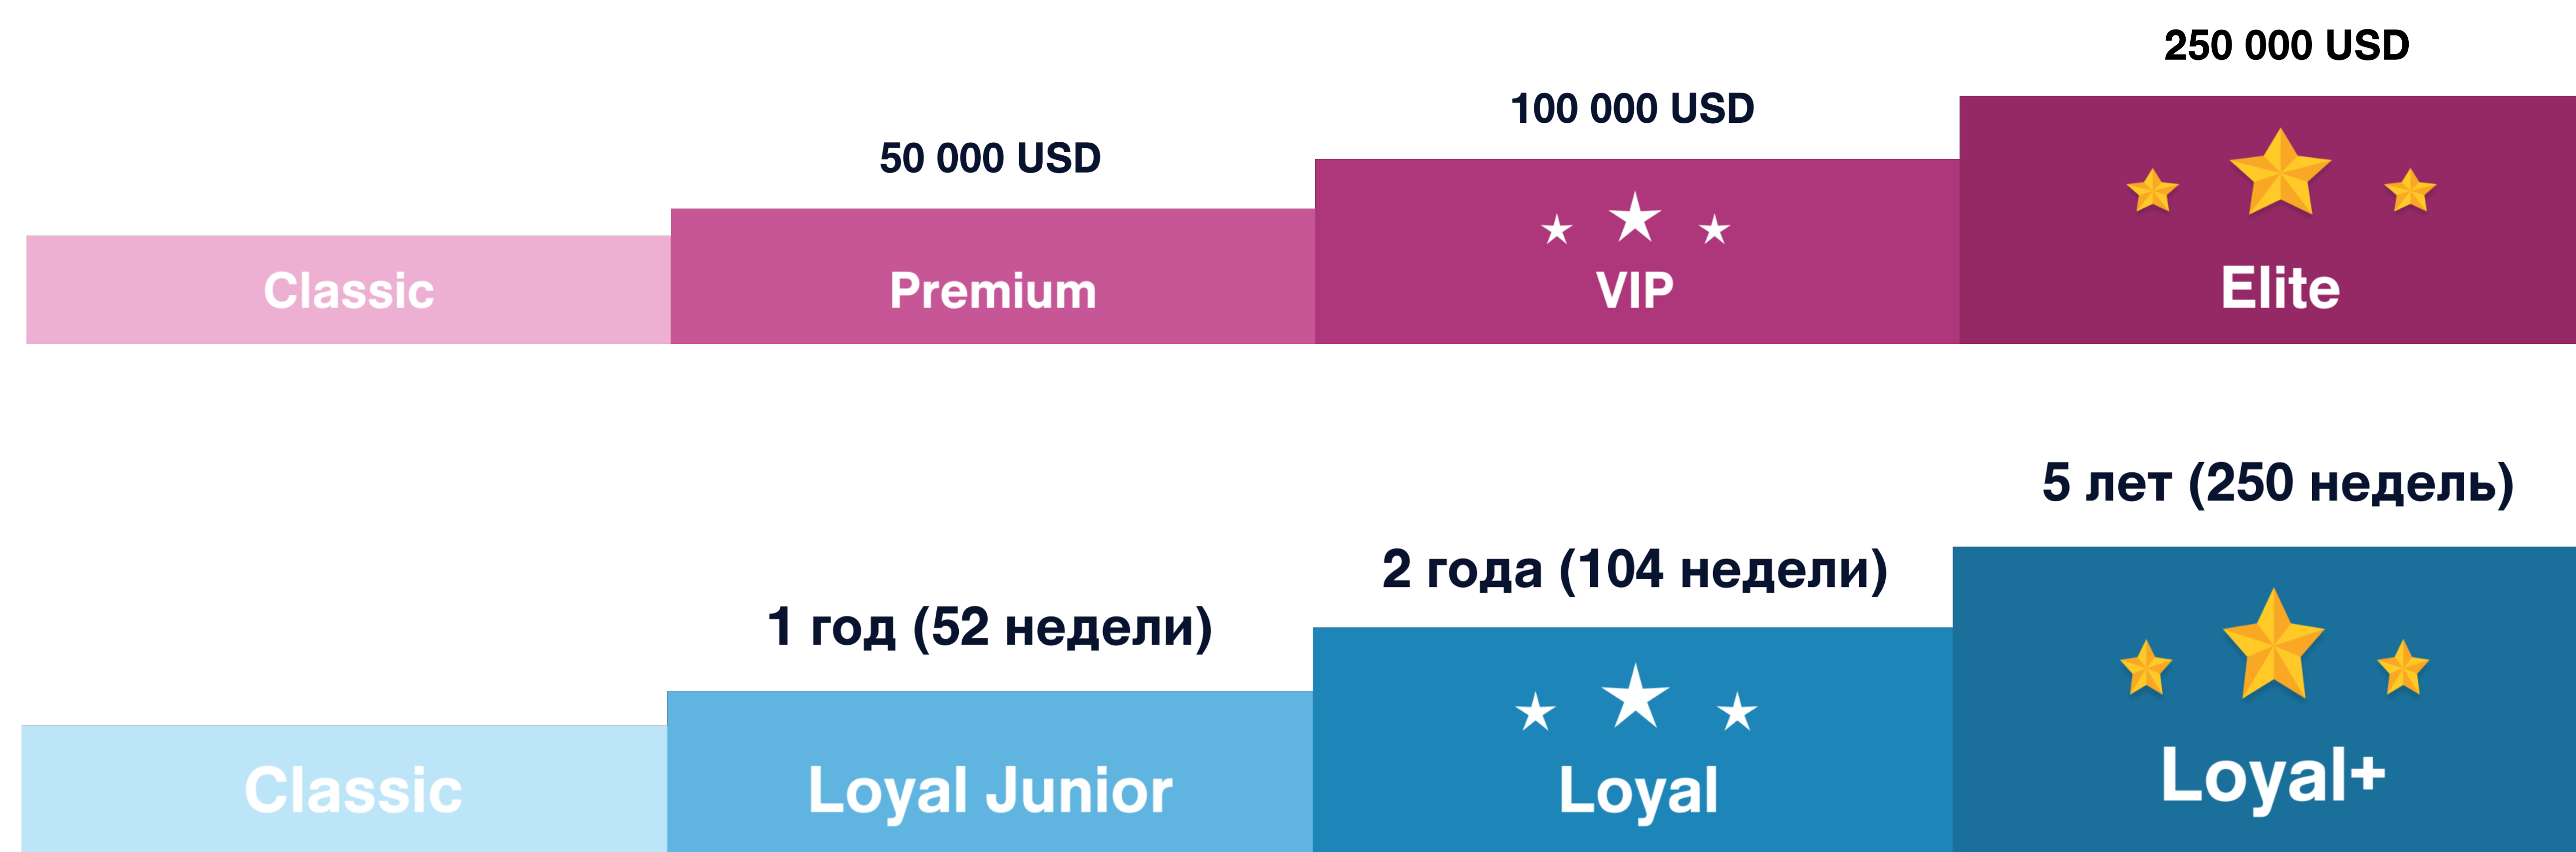 250 000 USD
100 000 USD
50 000 USD
Classic
Premium
VIP
Elite
5 лет (250 недель)
2 года (104 недели)
1 год (52 недели)
Classic
Loyal Junior
Loyal
Loyal+